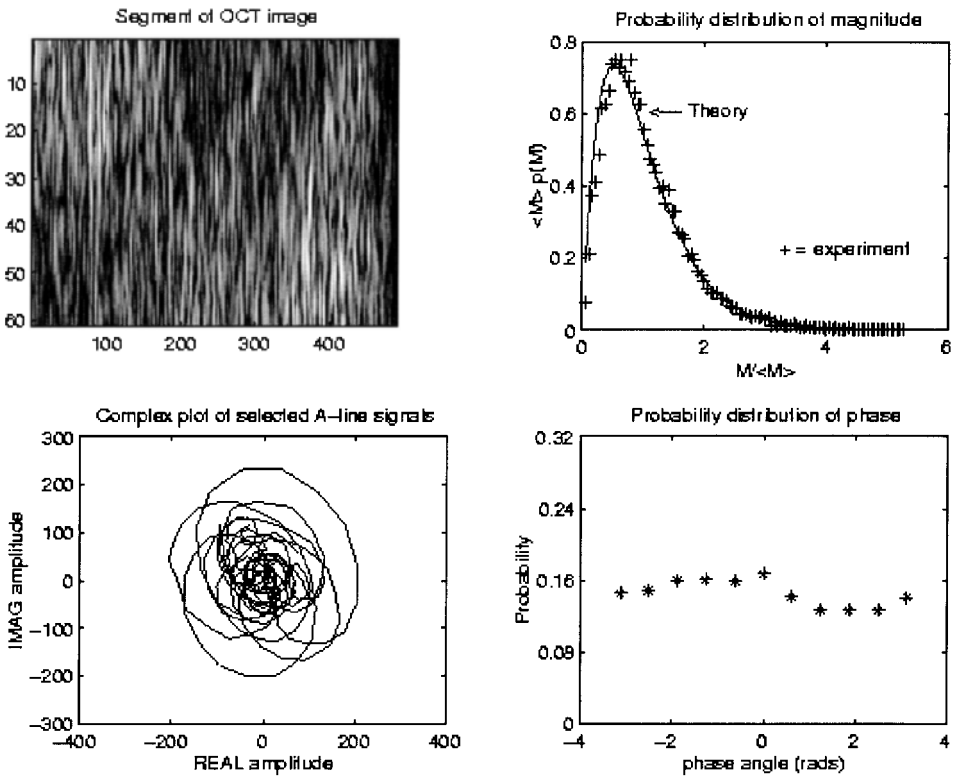 Segment of OCT image
10
20
30
40
50
60
100 200 300 400
Probability distribution of magnitude
<M> p(M)
0.8
0.6
0.4
0.2
0
Theory
+ = experiment
0 2 4 6
M/<M>
Complex plot of selected A-line signals
IMAG amplitude
300
200
100
0
-100
-200
-300
-400 -200 0 200 400
REAL amplitude
Probability distribution of phase
Probability
0.32
0.24
0.16
0.08
0
-4 -2 0 2 4
phase angle (rads)